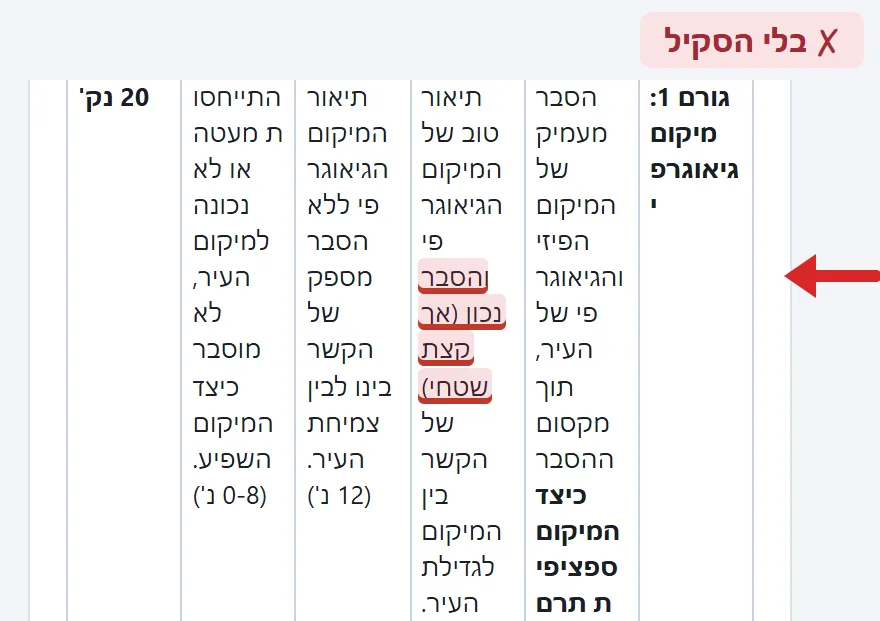 ✗ בלי הסקיל
גורם 1:
מיקום
גיאוגרפ
י
הסבר
מעמיק
של
המיקום
הפיזי
והגיאוגר
פי של
העיר,
תוך
מקסום
ההסבר
כיצד
המיקום
ספציפי
ת תרם
תיאור
טוב של
המיקום
הגיאוגר
פי
והסבר
נכון (אך
קצת
שטחי)
של
הקשר
בין
המיקום
לגדילת
העיר.
תיאור
המיקום
הגיאוגר
פי ללא
הסבר
מספק
של
הקשר
בינו לבין
צמיחת
העיר.
(12 נ')
התייחסו
ת מעטה
או לא
נכונה
למיקום
העיר,
לא
מוסבר
כיצד
המיקום
השפיע.
(0-8 נ')
20 נק'